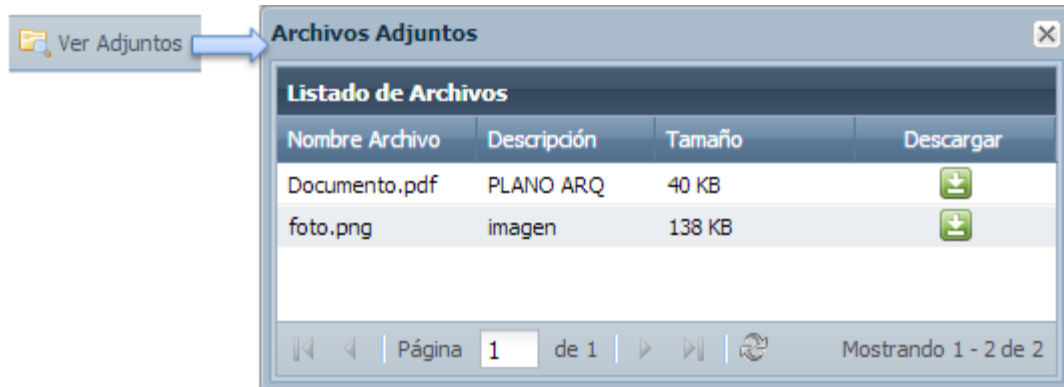 Ver Adjuntos
Archivos Adjuntos
Listado de Archivos
Nombre Archivo Descripción Tamaño Descargar
Documento.pdf PLANO ARQ 40 KB
foto.png imagen 138 KB
Página 1 de 1 Mostrando 1 - 2 de 2